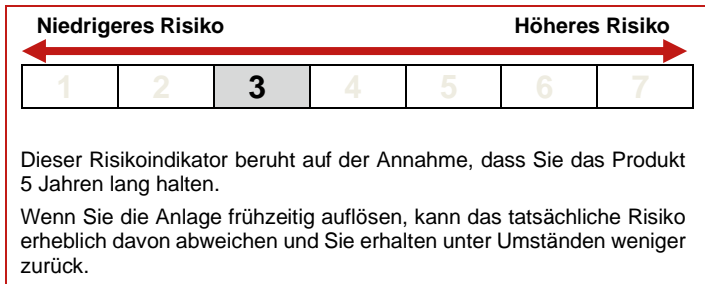 Niedrigeres Risiko Höheres Risiko
1 2 3 4 5 6 7
Dieser Risikoindikator beruht auf der Annahme, dass Sie das Produkt
5 Jahren lang halten.
Wenn Sie die Anlage frühzeitig auflösen, kann das tatsächliche Risiko
erheblich davon abweichen und Sie erhalten unter Umständen weniger
zurück.